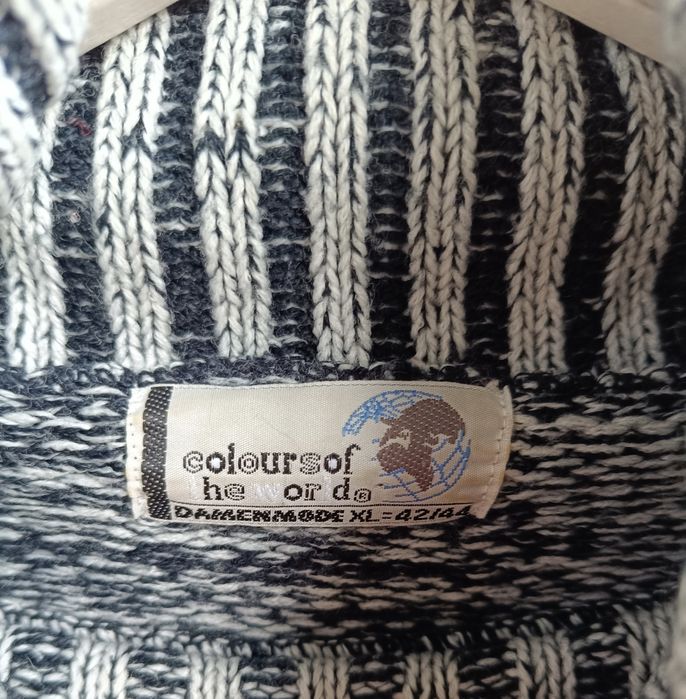 coloursof
the world®
DAMENMODE XL=42/44